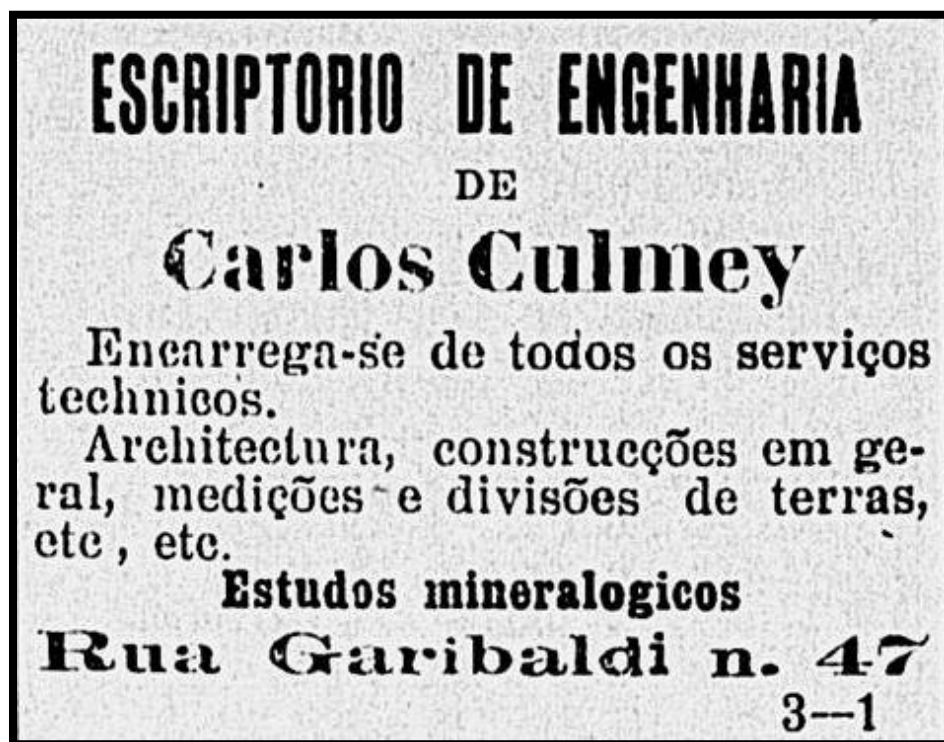 ESCRIPTORIO DE ENGENHARIA
DE
Carlos Culmey
Encarrega-se de todos os serviços
technicos.
Architectura, construcções em ge-
ral, medições e divisões de terras,
etc, etc.
Estudos mineralogicos
Rua Garibaldi n. 47
3--1